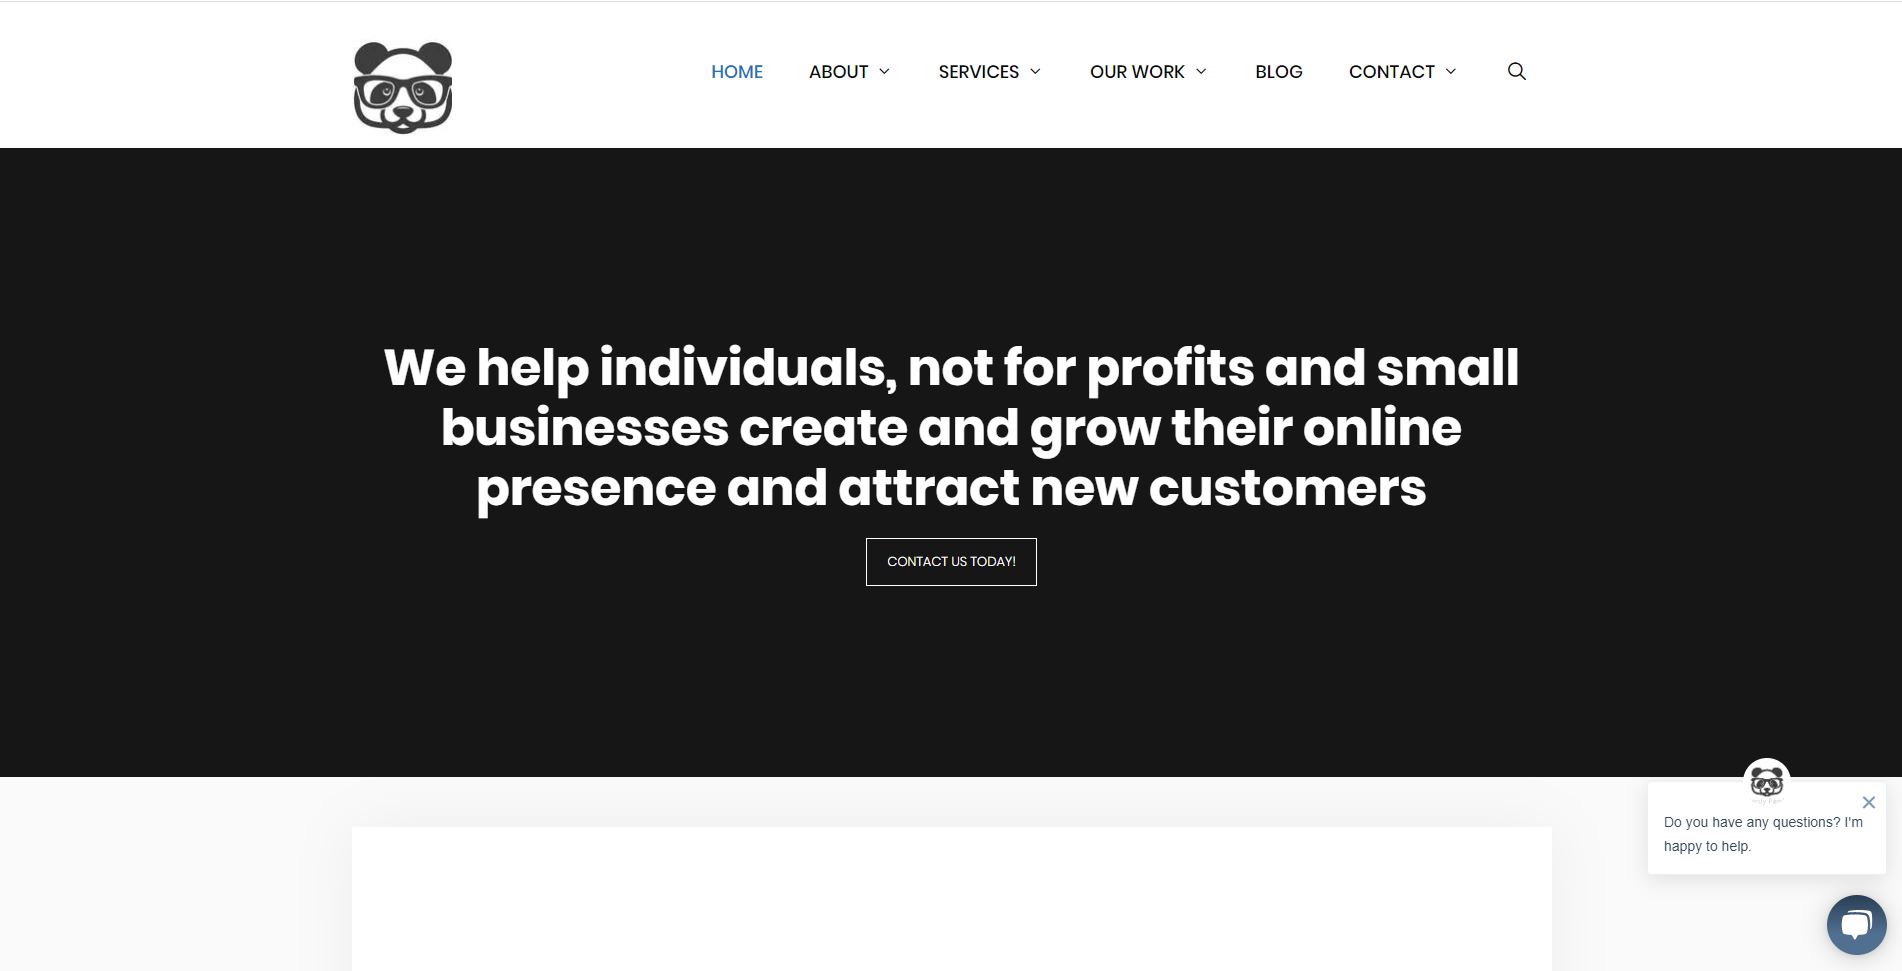 HOME ABOUT SERVICES OUR WORK BLOG CONTACT
We help individuals, not for profits and small
businesses create and grow their online
presence and attract new customers
CONTACT US TODAY!
Do you have any questions? I'm
happy to help.